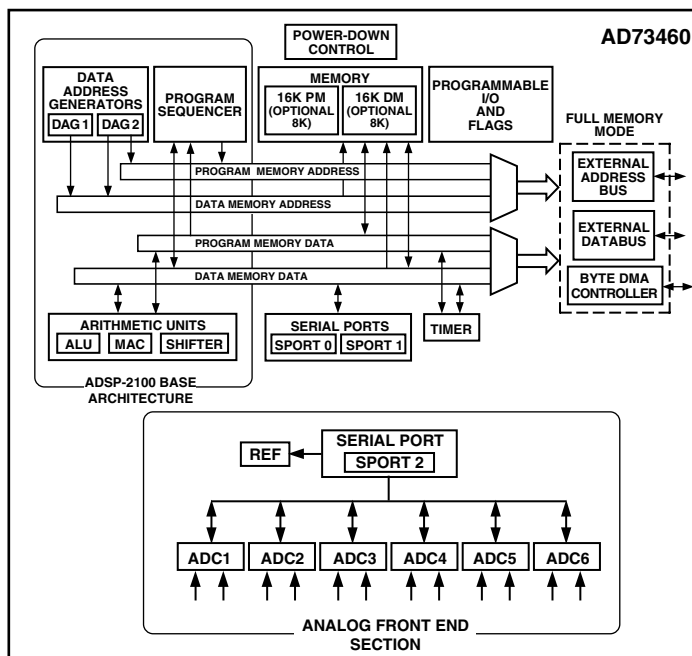 AD73460
POWER-DOWN
CONTROL
DATA
ADDRESS
GENERATORS
DAG 1
DAG 2
PROGRAM
SEQUENCER
MEMORY
16K PM
(OPTIONAL
8K)
16K DM
(OPTIONAL
8K)
PROGRAMMABLE
I/O
AND
FLAGS
FULL MEMORY
MODE
PROGRAM MEMORY ADDRESS
DATA MEMORY ADDRESS
PROGRAM MEMORY DATA
DATA MEMORY DATA
EXTERNAL
ADDRESS
BUS
EXTERNAL
DATABUS
BYTE DMA
CONTROLLER
ARITHMETIC UNITS
ALU
MAC
SHIFTER
SERIAL PORTS
SPORT 0
SPORT 1
TIMER
ADSP-2100 BASE
ARCHITECTURE
REF
SERIAL PORT
SPORT 2
ADC1
ADC2
ADC3
ADC4
ADC5
ADC6
ANALOG FRONT END
SECTION